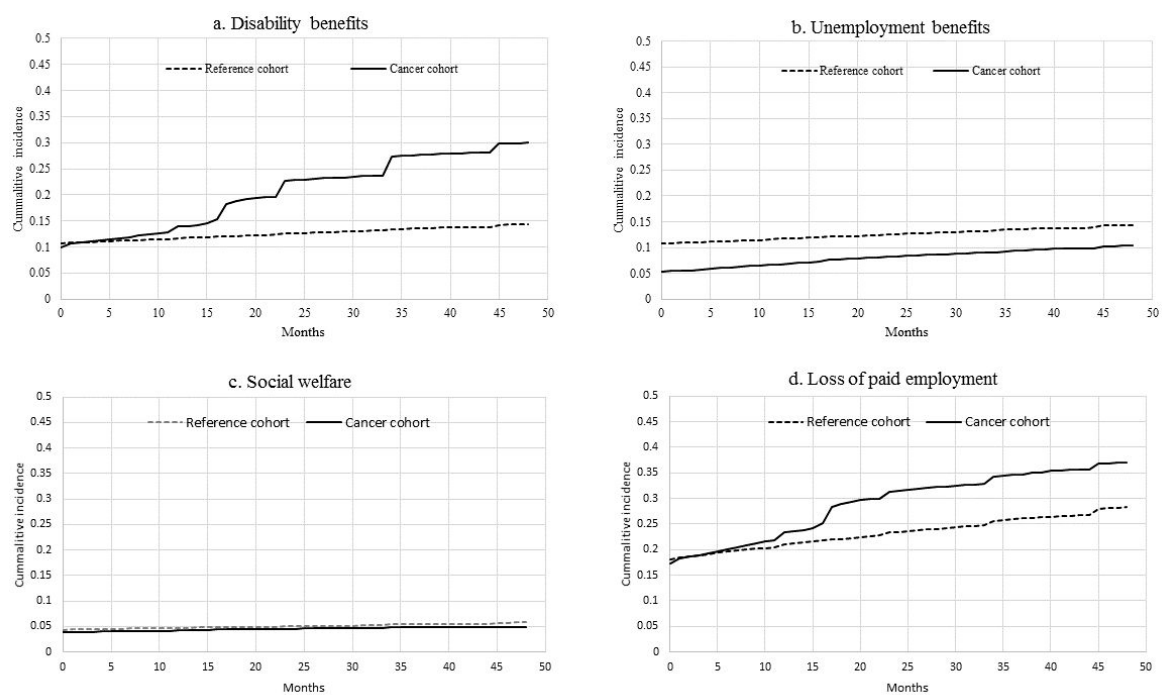 a. Disability benefits
0.5
0.45
0.4
0.35
0.3
0.25
0.2
0.15
0.1
0.05
0
Reference cohort
Cancer cohort
0 5 10 15 20 25 30 35 40 45 50
Months
Cummalitive incidence
b. Unemployment benefits
0.5
0.45
0.4
0.35
0.3
0.25
0.2
0.15
0.1
0.05
0
Reference cohort
Cancer cohort
0 5 10 15 20 25 30 35 40 45 50
Months
Cummalitive incidence
c. Social welfare
0.5
0.45
0.4
0.35
0.3
0.25
0.2
0.15
0.1
0.05
0
Reference cohort
Cancer cohort
0 5 10 15 20 25 30 35 40 45 50
Months
Cummalitive incidence
d. Loss of paid employment
0.5
0.45
0.4
0.35
0.3
0.25
0.2
0.15
0.1
0.05
0
Reference cohort
Cancer cohort
0 5 10 15 20 25 30 35 40 45 50
Months
Cummalitive incidence